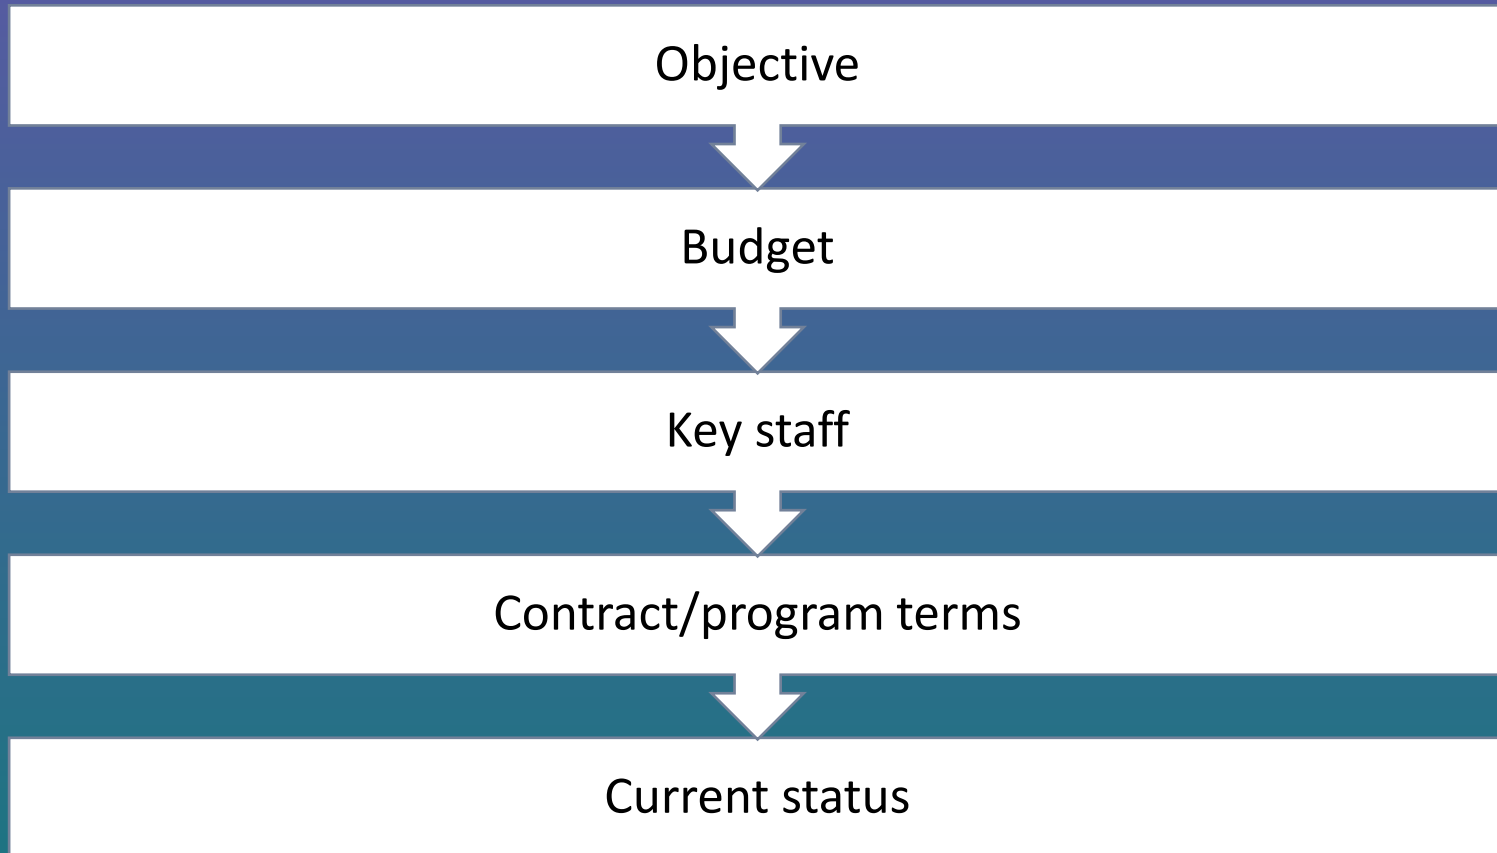 Objective
Budget
Key staff
Contract/program terms
Current status